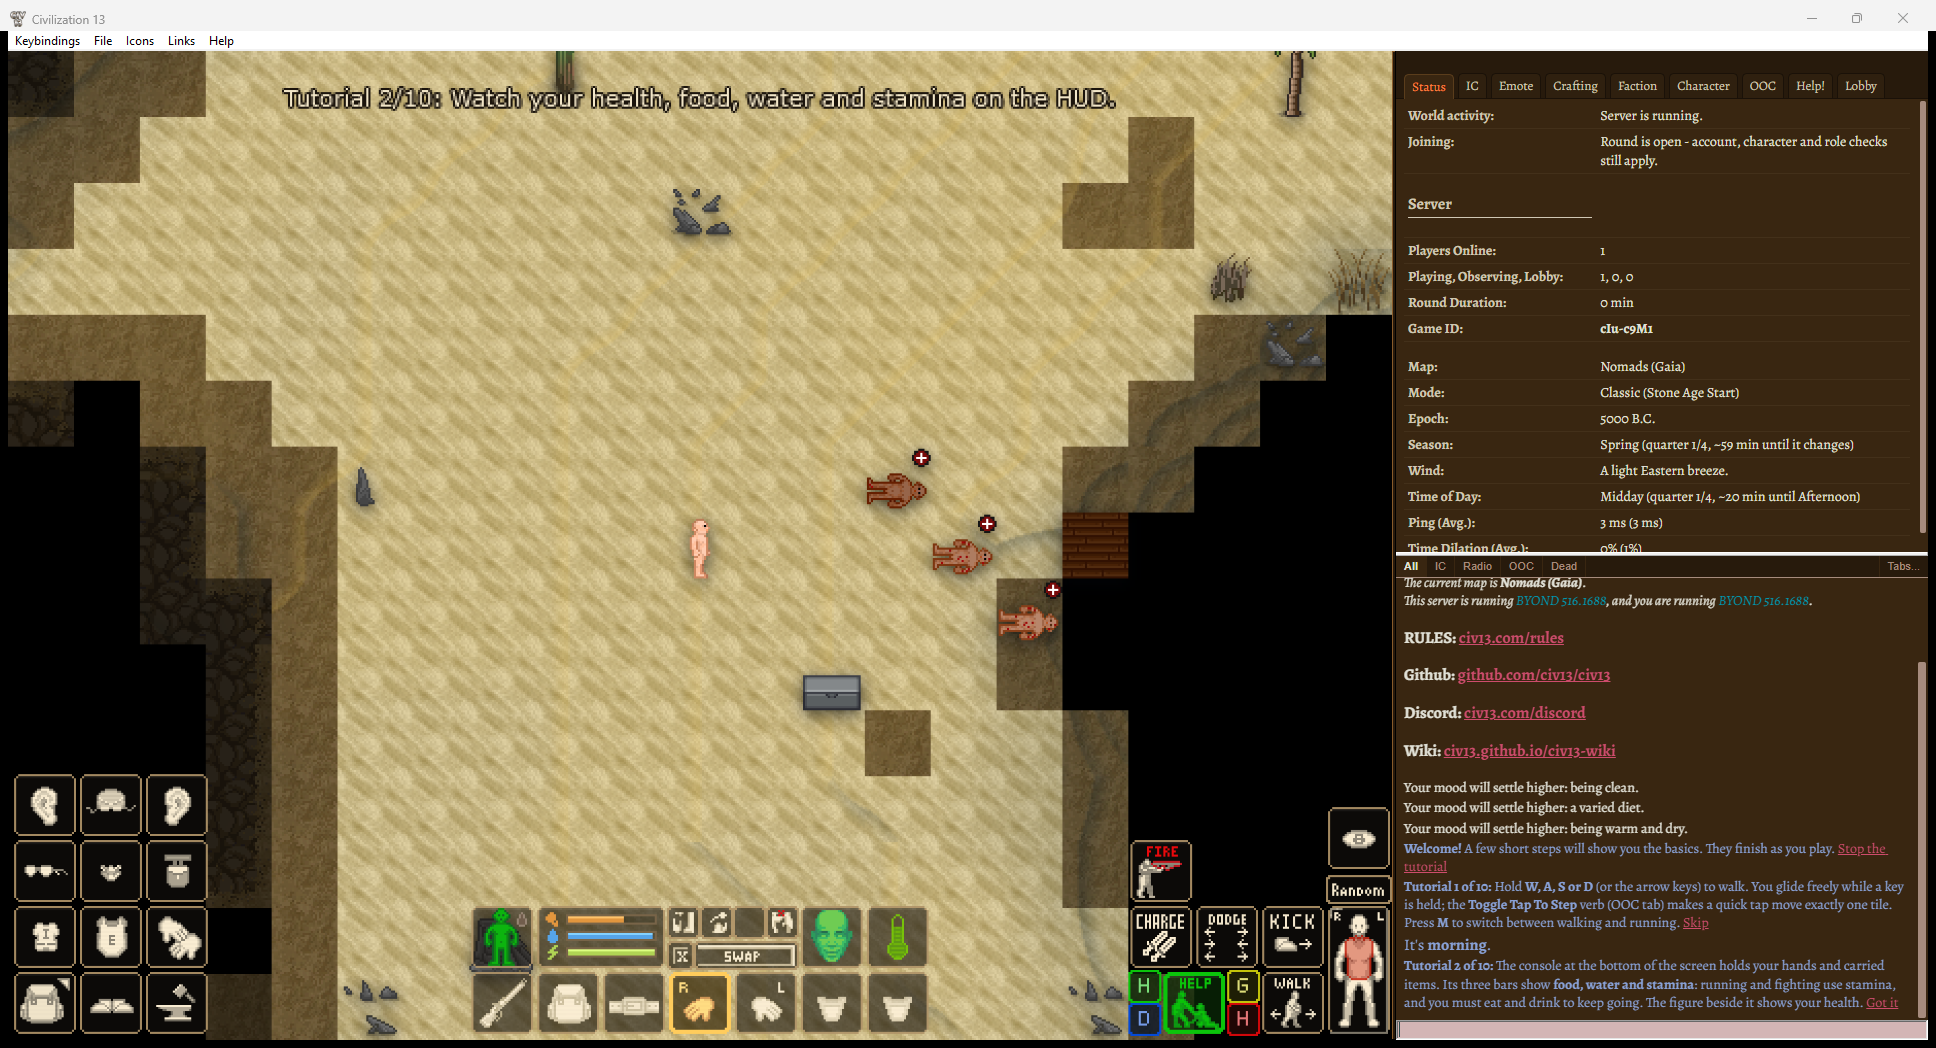 Civilization 13
Keybindings File Icons Links Help
Tutorial 2/10: Watch your health, food, water and stamina on the HUD.
Status IC Emote Crafting Faction Character OOC Help! Lobby
World activity: Server is running.
Joining: Round is open - account, character and role checks
still apply.
Server
Players Online: 1
Playing, Observing, Lobby: 1, 0, 0
Round Duration: 0 min
Game ID: cIu-c9M1
Map: Nomads (Gaia)
Mode: Classic (Stone Age Start)
Epoch: 5000 B.C.
Season: Spring (quarter 1/4, ~59 min until it changes)
Wind: A light Eastern breeze.
Time of Day: Midday (quarter 1/4, ~20 min until Afternoon)
Ping (Avg.): 3 ms (3 ms)
Time Dilation (Avg.): 0% (1%)
All IC Radio OOC Dead Tabs...
The current map is Nomads (Gaia).
This server is running BYOND 516.1688, and you are running BYOND 516.1688.
RULES: civ13.com/rules
Github: github.com/civ13/civ13
Discord: civ13.com/discord
Wiki: civ13.github.io/civ13-wiki
Your mood will settle higher: being clean.
Your mood will settle higher: a varied diet.
Your mood will settle higher: being warm and dry.
Welcome! A few short steps will show you the basics. They finish as you play. Stop the
tutorial
Tutorial 1 of 10: Hold W, A, S or D (or the arrow keys) to walk. You glide freely while a key
is held; the Toggle Tap To Step verb (OOC tab) makes a quick tap move exactly one tile.
Press M to switch between walking and running. Skip
It's morning.
Tutorial 2 of 10: The console at the bottom of the screen holds your hands and carried
items. Its three bars show food, water and stamina: running and fighting use stamina,
and you must eat and drink to keep going. The figure beside it shows your health. Got it
I E
X SWAP
R L
FIRE
B
Random
CHARGE DODGE KICK
R L
H HELP G WALK
D H